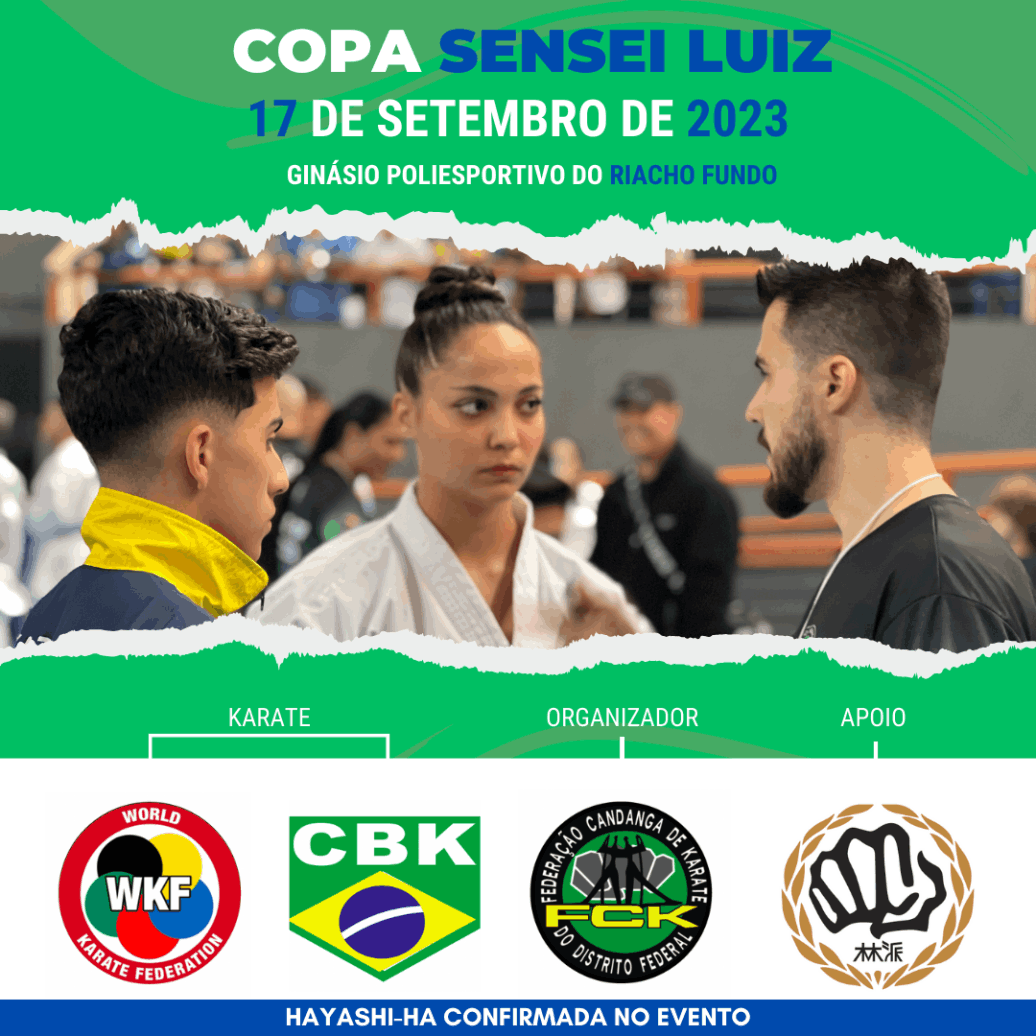 COPA SENSEI LUIZ
17 DE SETEMBRO DE 2023
GINÁSIO POLIESPORTIVO DO RIACHO FUNDO
KARATE
ORGANIZADOR
APOIO
WORLD
WKF
KARATE FEDERATION
CBK
FEDERAÇÃO CANDANGA DE KARATE
FCK
DO DISTRITO FEDERAL
林派
HAYASHI-HA CONFIRMADA NO EVENTO